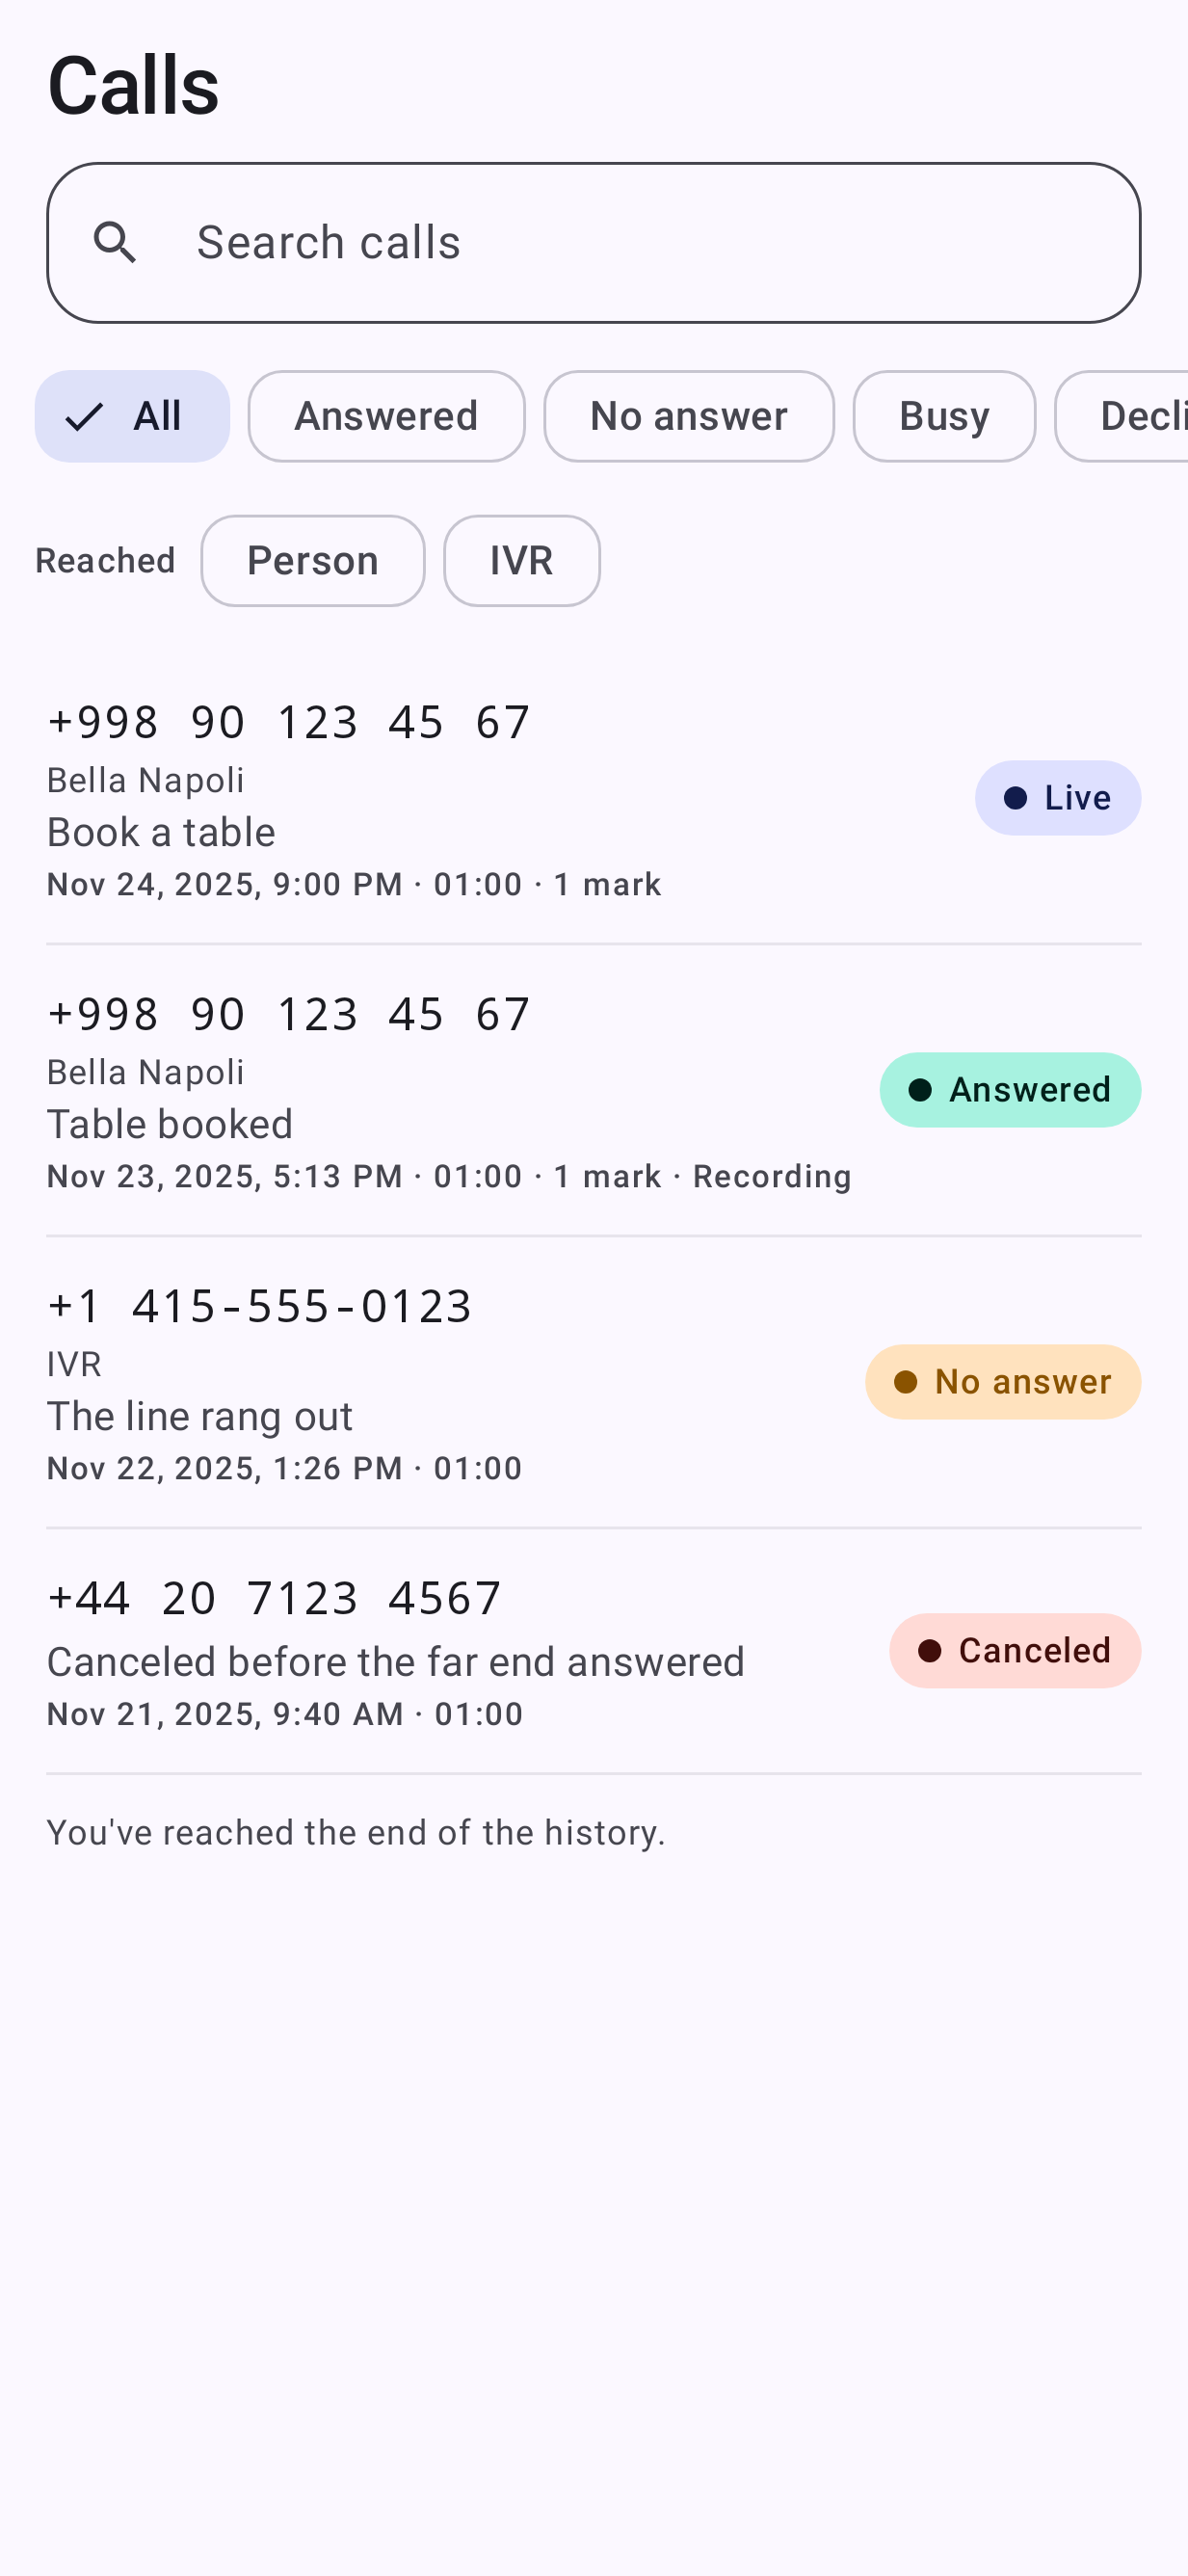 Calls
Search calls
All Answered No answer Busy Decli
Reached Person IVR
+998 90 123 45 67
Bella Napoli
Book a table
Nov 24, 2025, 9:00 PM · 01:00 · 1 mark
Live
+998 90 123 45 67
Bella Napoli
Table booked
Nov 23, 2025, 5:13 PM · 01:00 · 1 mark · Recording
Answered
+1 415-555-0123
IVR
The line rang out
Nov 22, 2025, 1:26 PM · 01:00
No answer
+44 20 7123 4567
Canceled before the far end answered
Nov 21, 2025, 9:40 AM · 01:00
Canceled
You've reached the end of the history.